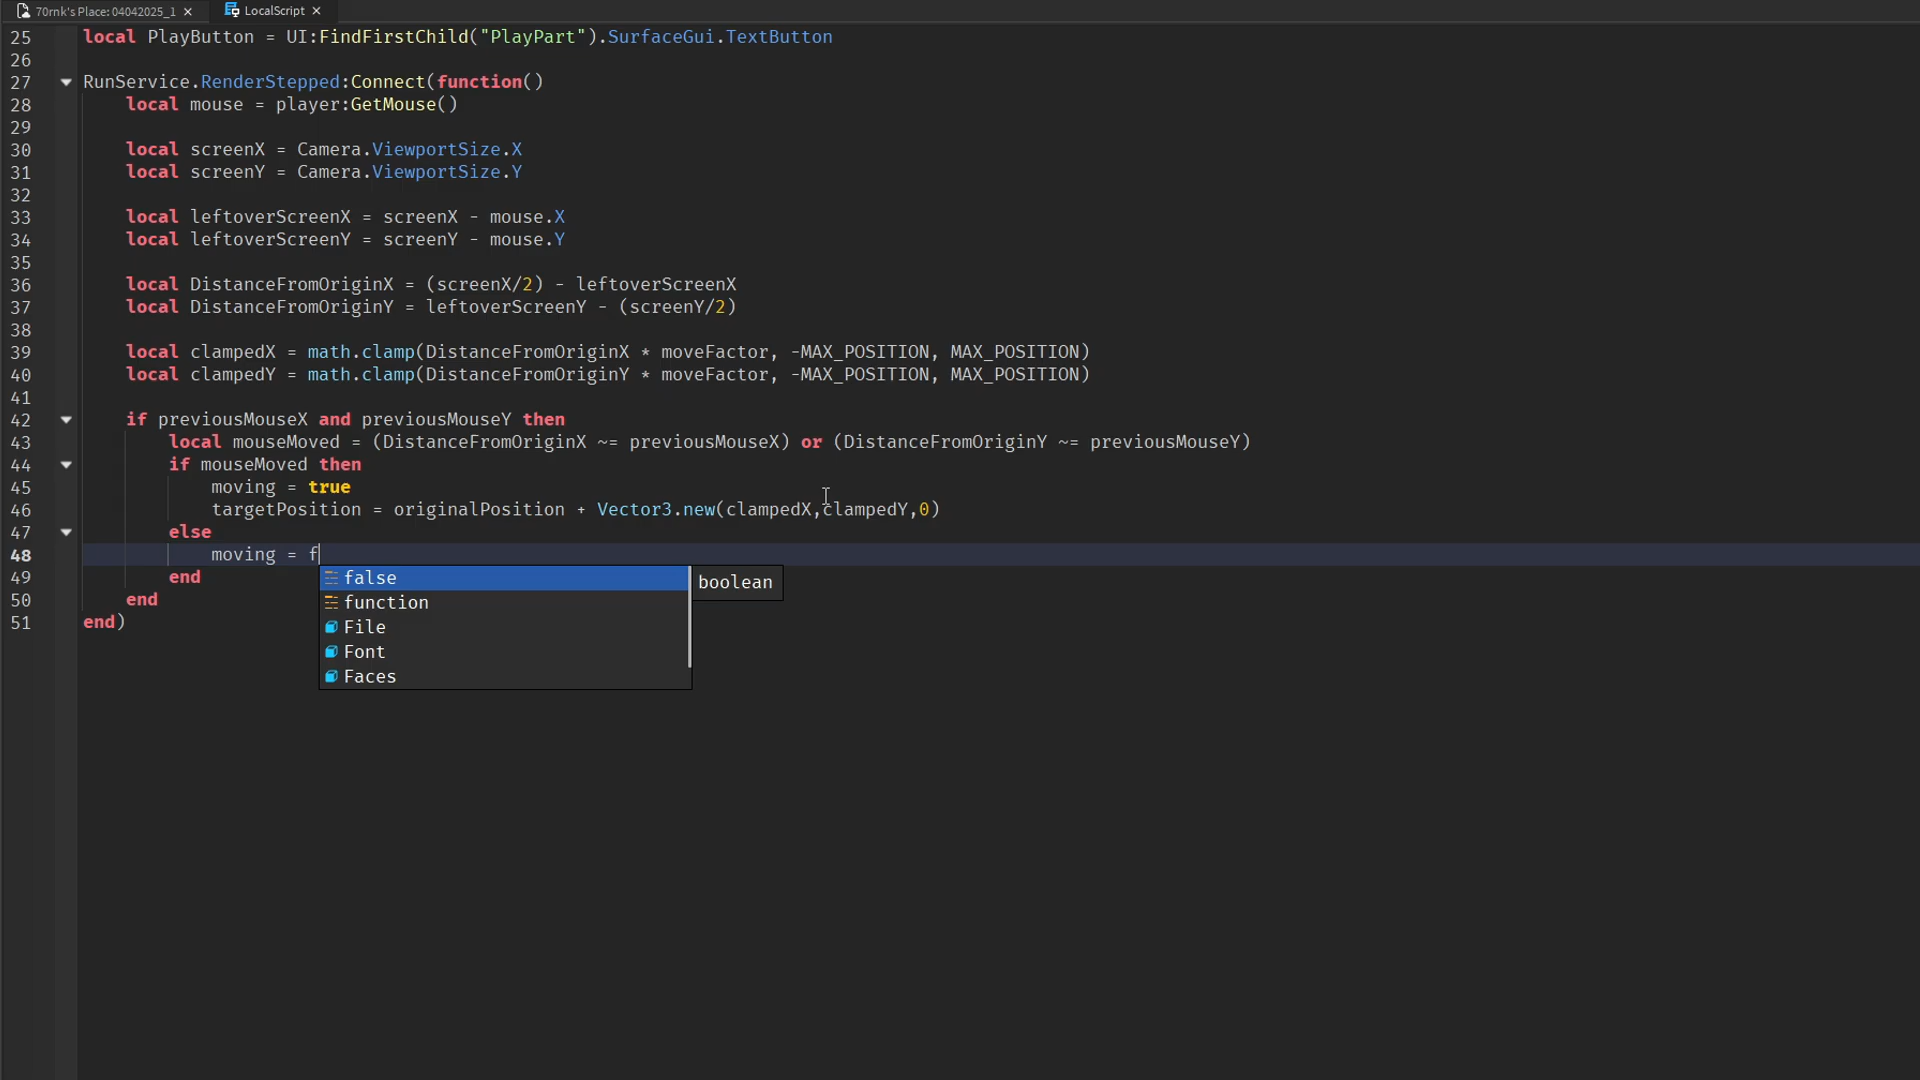 70rnk's Place: 04042025_1 × LocalScript ×
25 local PlayButton = UI:FindFirstChild("PlayPart").SurfaceGui.TextButton
26
27 RunService.RenderStepped:Connect(function()
28 local mouse = player:GetMouse()
29
30 local screenX = Camera.ViewportSize.X
31 local screenY = Camera.ViewportSize.Y
32
33 local leftoverScreenX = screenX - mouse.X
34 local leftoverScreenY = screenY - mouse.Y
35
36 local DistanceFromOriginX = (screenX/2) - leftoverScreenX
37 local DistanceFromOriginY = leftoverScreenY - (screenY/2)
38
39 local clampedX = math.clamp(DistanceFromOriginX * moveFactor, -MAX_POSITION, MAX_POSITION)
40 local clampedY = math.clamp(DistanceFromOriginY * moveFactor, -MAX_POSITION, MAX_POSITION)
41
42 if previousMouseX and previousMouseY then
43 local mouseMoved = (DistanceFromOriginX ~= previousMouseX) or (DistanceFromOriginY ~= previousMouseY)
44 if mouseMoved then
45 moving = true
46 targetPosition = originalPosition + Vector3.new(clampedX,clampedY,0)
47 else
48 moving = f
49 end
50 end
51 end)
false
boolean
function
File
Font
Faces